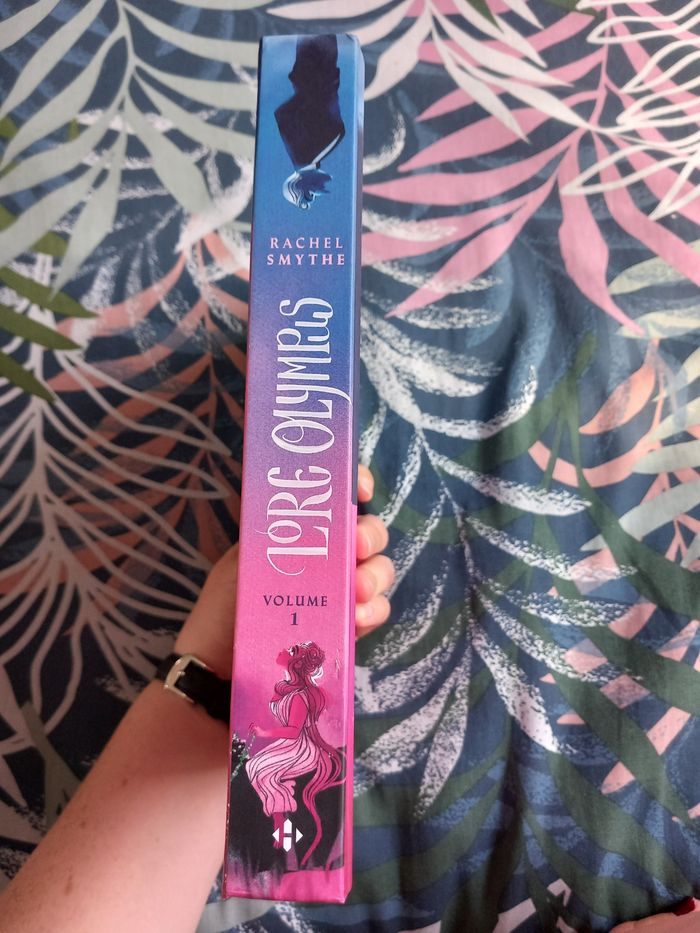 RACHEL
SMYTHE
LORE OLYMPUS
VOLUME
1